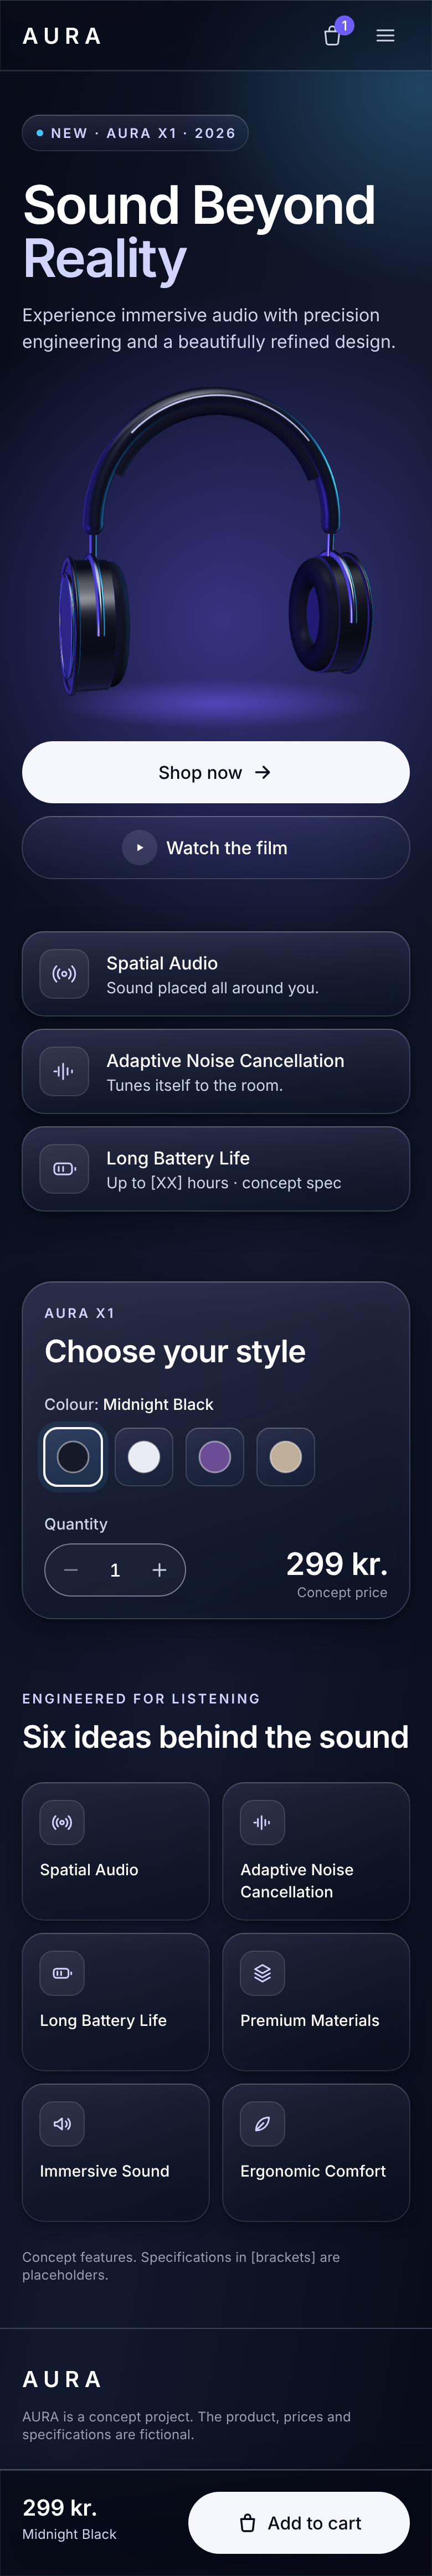 AURA
1
NEW · AURA X1 · 2026
Sound Beyond
Reality
Experience immersive audio with precision
engineering and a beautifully refined design.
Shop now
Watch the film
Spatial Audio
Sound placed all around you.
Adaptive Noise Cancellation
Tunes itself to the room.
Long Battery Life
Up to [XX] hours · concept spec
AURA X1
Choose your style
Colour: Midnight Black
Quantity
1
299 kr.
Concept price
ENGINEERED FOR LISTENING
Six ideas behind the sound
Spatial Audio
Adaptive Noise
Cancellation
Long Battery Life
Premium Materials
Immersive Sound
Ergonomic Comfort
Concept features. Specifications in [brackets] are
placeholders.
AURA
AURA is a concept project. The product, prices and
specifications are fictional.
299 kr.
Midnight Black
Add to cart